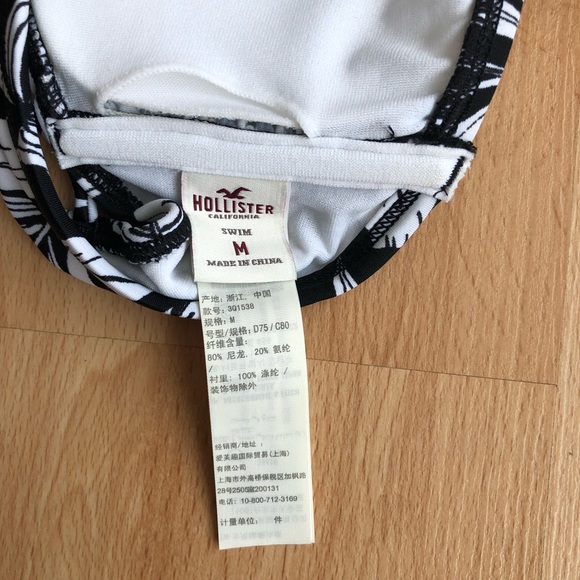 HOLLISTER
CALIFORNIA
SWIM
M
MADE IN CHINA
产地: 浙江, 中国
款号: 3Q1538
规格: M
号型/规格: D75/C80
纤维含量:
80% 尼龙, 20% 氨纶
/
衬里: 100% 涤纶 /
装饰物除外
经销商/地址:
爱芙趣国际贸易(上海)
有限公司
上海市外高桥保税区加枫路
28号2505室200131
电话: 10-800-712-3169
计量单位: 件